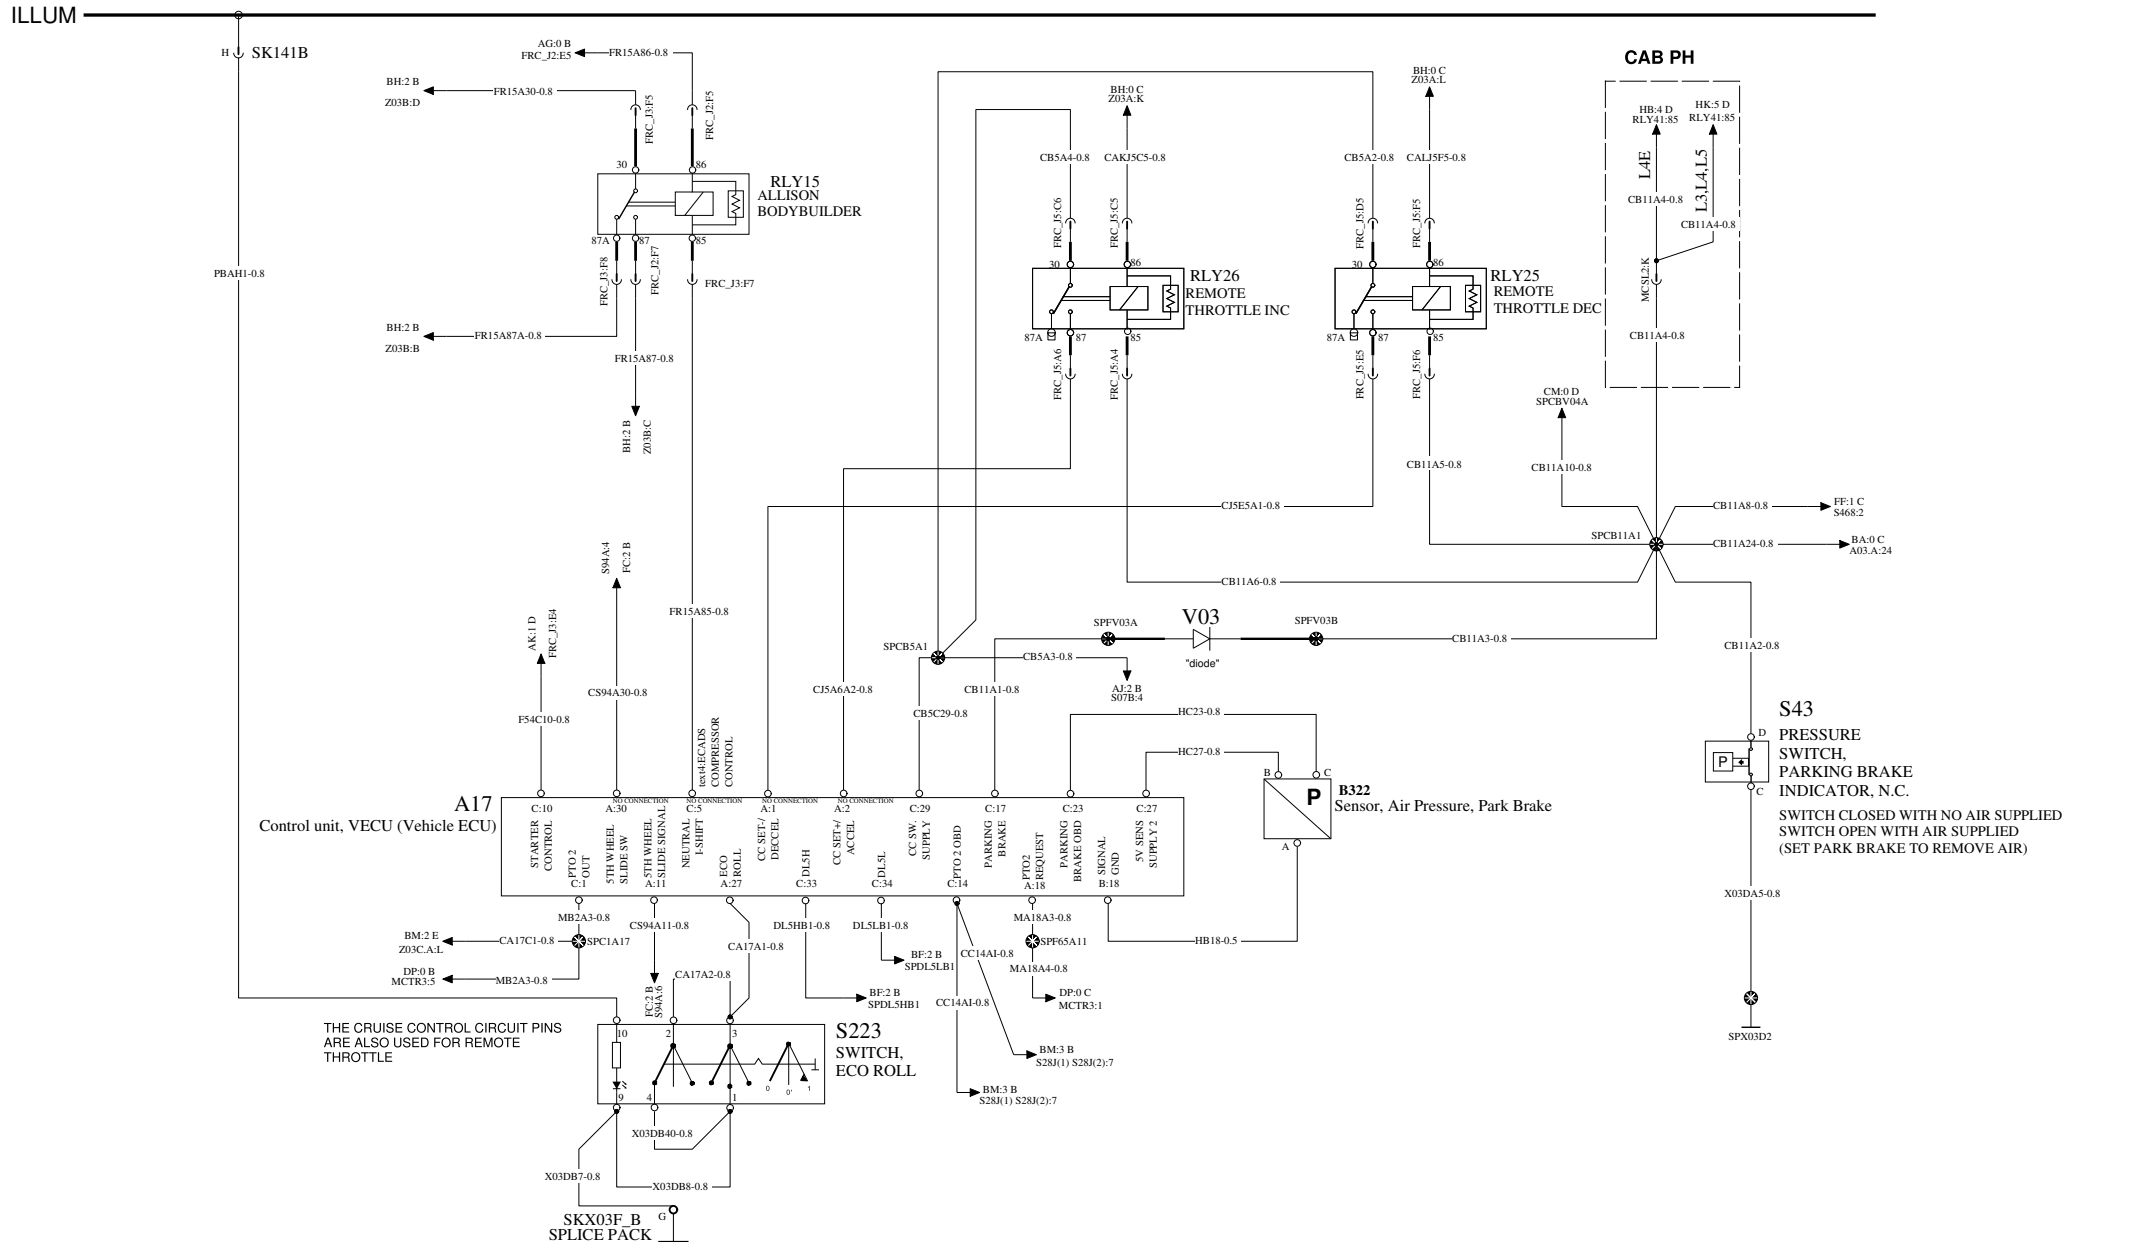 ILLUM
H SK141B
PBAH1-0.8
AG:0 B
FRC_J2:E5
FR15A86-0.8
BH:2 B
Z03B:D
FR15A30-0.8
FRC_J3:F5
FRC_J2:F5
30
86
RLY15
ALLISON
BODYBUILDER
87A
87
85
FRC_J3:F8
FRC_J2:F7
FRC_J3:F7
BH:2 B
Z03B:B
FR15A87A-0.8
FR15A87-0.8
BH:2 B
Z03B:C
BH:0 C
Z03A:K
CB5A4-0.8
CAKJ5C5-0.8
FRC_J5:C6
FRC_J5:C5
30
86
RLY26
REMOTE
THROTTLE INC
87A
87
85
FRC_J5:A6
FRC_J5:A4
BH:0 C
Z03A:L
CB5A2-0.8
CALJ5F5-0.8
FRC_J5:D5
FRC_J5:F5
30
86
RLY25
REMOTE
THROTTLE DEC
87A
87
85
FRC_J5:E5
FRC_J5:F6
CAB PH
HB:4 D
RLY41:85
HK:5 D
RLY41:85
L4E
L3,L4,L5
CB11A4-0.8
CB11A4-0.8
MCSL2:K
CB11A4-0.8
CM:0 D
SPCBV04A
CB11A5-0.8
CB11A10-0.8
CJ5E5A1-0.8
CB11A8-0.8
FF:1 C
S468:2
SPCB11A1
CB11A24-0.8
BA:0 C
A03.A:24
CB11A6-0.8
S94A:4
FC:2 B
AK:1 D
FRC_J3:E4
FR15A85-0.8
SPFV03A
V03
"diode"
SPFV03B
CB11A3-0.8
CB11A2-0.8
SPCB5A1
CB5A3-0.8
AJ:2 B
S07B:4
CS94A30-0.8
F54C10-0.8
CJ5A6A2-0.8
CB11A1-0.8
CB5C29-0.8
HC23-0.8
HC27-0.8
text4:ECADS
COMPRESSOR
CONTROL
S43
PRESSURE
SWITCH,
PARKING BRAKE
INDICATOR, N.C.
SWITCH CLOSED WITH NO AIR SUPPLIED
SWITCH OPEN WITH AIR SUPPLIED
(SET PARK BRAKE TO REMOVE AIR)
D
P
C
B
C
P
A
B322
Sensor, Air Pressure, Park Brake
A17
Control unit, VECU (Vehicle ECU)
NO CONNECTION
NO CONNECTION
NO CONNECTION
NO CONNECTION
C:10
A:30
C:5
A:1
A:2
C:29
C:17
C:23
C:27
STARTER
CONTROL
PTO 2
OUT
5TH WHEEL
SLIDE SW
5TH WHEEL
SLIDE SIGNAL
NEUTRAL
I-SHIFT
ECO
ROLL
CC SET-/
DECCEL
DL5H
CC SET+/
ACCEL
DL5L
CC SW.
SUPPLY
PTO 2 OBD
PARKING
BRAKE
PTO2
REQUEST
PARKING
BRAKE OBD
SIGNAL
GND
5V SENS
SUPPLY 2
C:1
A:11
A:27
C:33
C:34
C:14
A:18
B:18
X03DA5-0.8
MB2A3-0.8
CS94A11-0.8
DL5HB1-0.8
DL5LB1-0.8
MA18A3-0.8
BM:2 E
Z03C.A:L
CA17C1-0.8
SPC1A17
CA17A1-0.8
CC14AI-0.8
SPF65A11
HB18-0.5
BF:2 B
SPDL5LB1
MA18A4-0.8
DP:0 B
MCTR3:5
MB2A3-0.8
CA17A2-0.8
FC:2 B
S94A:6
BF:2 B
SPDL5HB1
CC14AI-0.8
DP:0 C
MCTR3:1
THE CRUISE CONTROL CIRCUIT PINS
ARE ALSO USED FOR REMOTE
THROTTLE
10
2
3
S223
SWITCH,
ECO ROLL
0
0'
1
9
4
1
SPX03D2
BM:3 B
S28J(1) S28J(2):7
BM:3 B
S28J(1) S28J(2):7
X03DB40-0.8
X03DB7-0.8
X03DB8-0.8
SKX03F_B
SPLICE PACK
G